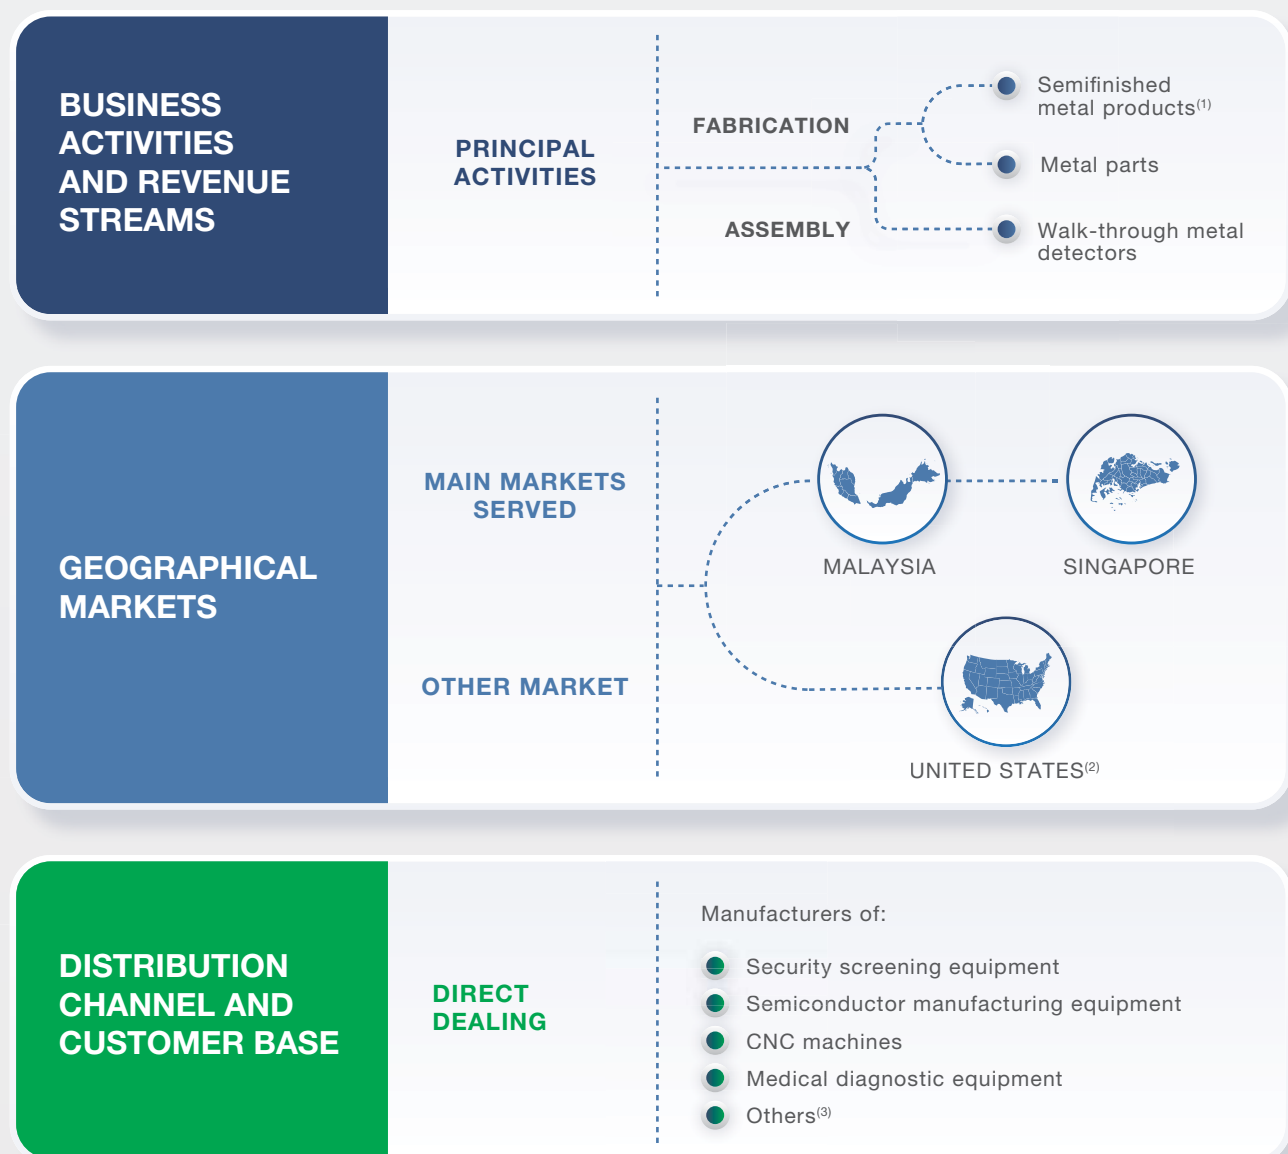 BUSINESS
ACTIVITIES
AND REVENUE
STREAMS
PRINCIPAL
ACTIVITIES
FABRICATION
Semifinished
metal products(1)
Metal parts
ASSEMBLY
Walk-through metal
detectors
GEOGRAPHICAL
MARKETS
MAIN MARKETS
SERVED
MALAYSIA
SINGAPORE
OTHER MARKET
UNITED STATES(2)
DISTRIBUTION
CHANNEL AND
CUSTOMER BASE
DIRECT
DEALING
Manufacturers of:
Security screening equipment
Semiconductor manufacturing equipment
CNC machines
Medical diagnostic equipment
Others(3)